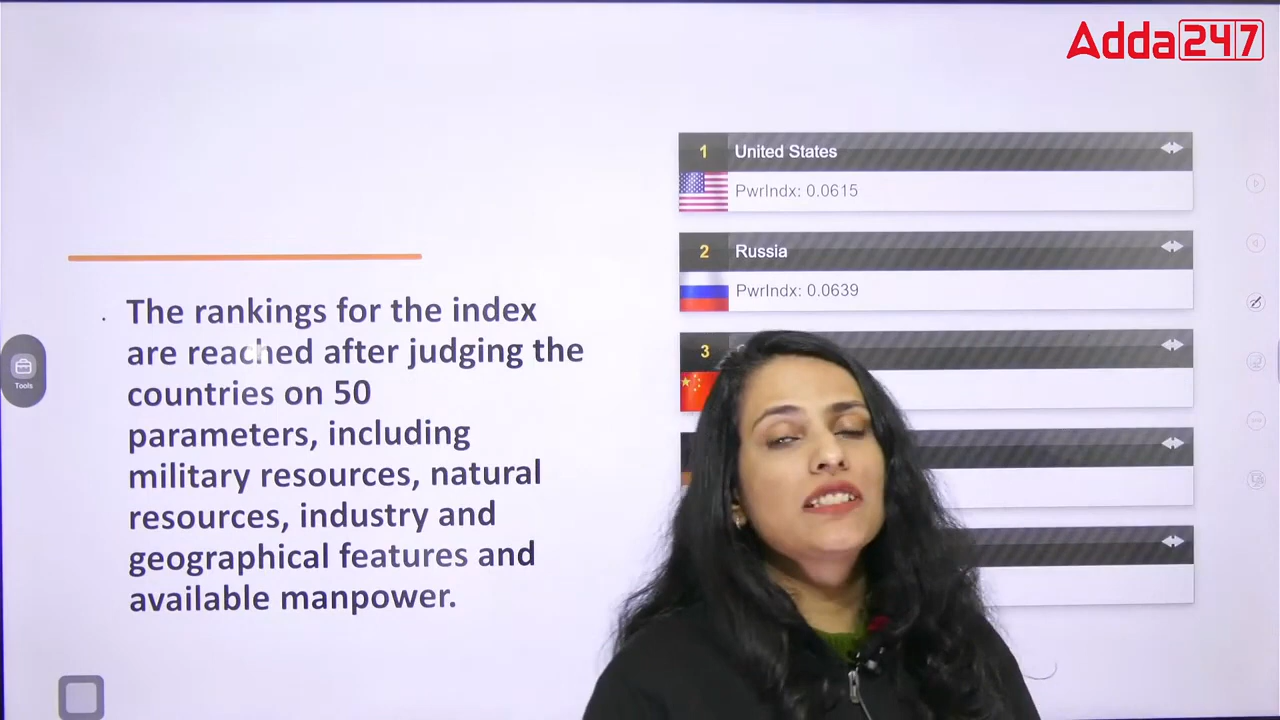 Adda247
1 United States
PwrIndx: 0.0615
2 Russia
PwrIndx: 0.0639
3
The rankings for the index
are reached after judging the
countries on 50
parameters, including
military resources, natural
resources, industry and
geographical features and
available manpower.
Tools